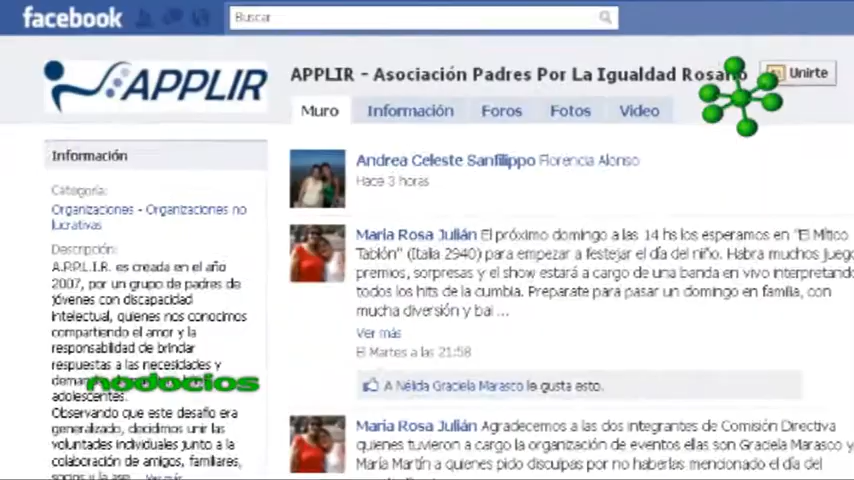 facebook
Buscar
APPLIR
APPLIR - Asociación Padres Por La Igualdad Rosario
Unirte
Muro
Información
Foros
Fotos
Video
Información
Categoría:
Organizaciones - Organizaciones no
lucrativas
Descripción:
A.P.P.L.I.R. es creada en el año
2007, por un grupo de padres de
jóvenes con discapacidad
intelectual, quienes nos conocimos
compartiendo el amor y la
responsabilidad de brindar
respuestas a las necesidades y
nodocios
adolescentes.
Observando que este desafío era
generalizado, decidimos unir las
voluntades individuales junto a la
colaboración de amigos, familiares,
socios y la ase... Ver más
Andrea Celeste Sanfilippo Florencia Alonso
Hace 3 horas
Maria Rosa Julián El próximo domingo a las 14 hs los esperamos en "El Mítico
Tablón" (Italia 2940) para empezar a festejar el día del niño. Habra muchos juego
premios, sorpresas y el show estará a cargo de una banda en vivo interpretando
todos los hits de la cumbia. Preparate para pasar un domingo en familia, con
mucha diversión y bai ...
Ver más
El Martes a las 21:58
A Nélida Graciela Marasco le gusta esto.
Maria Rosa Julián Agradecemos a las dos integrantes de Comisión Directiva
quienes tuvieron a cargo la organización de eventos ellas son Graciela Marasco y
María Martín a quienes pido disculpas por no haberlas mencionado el día del